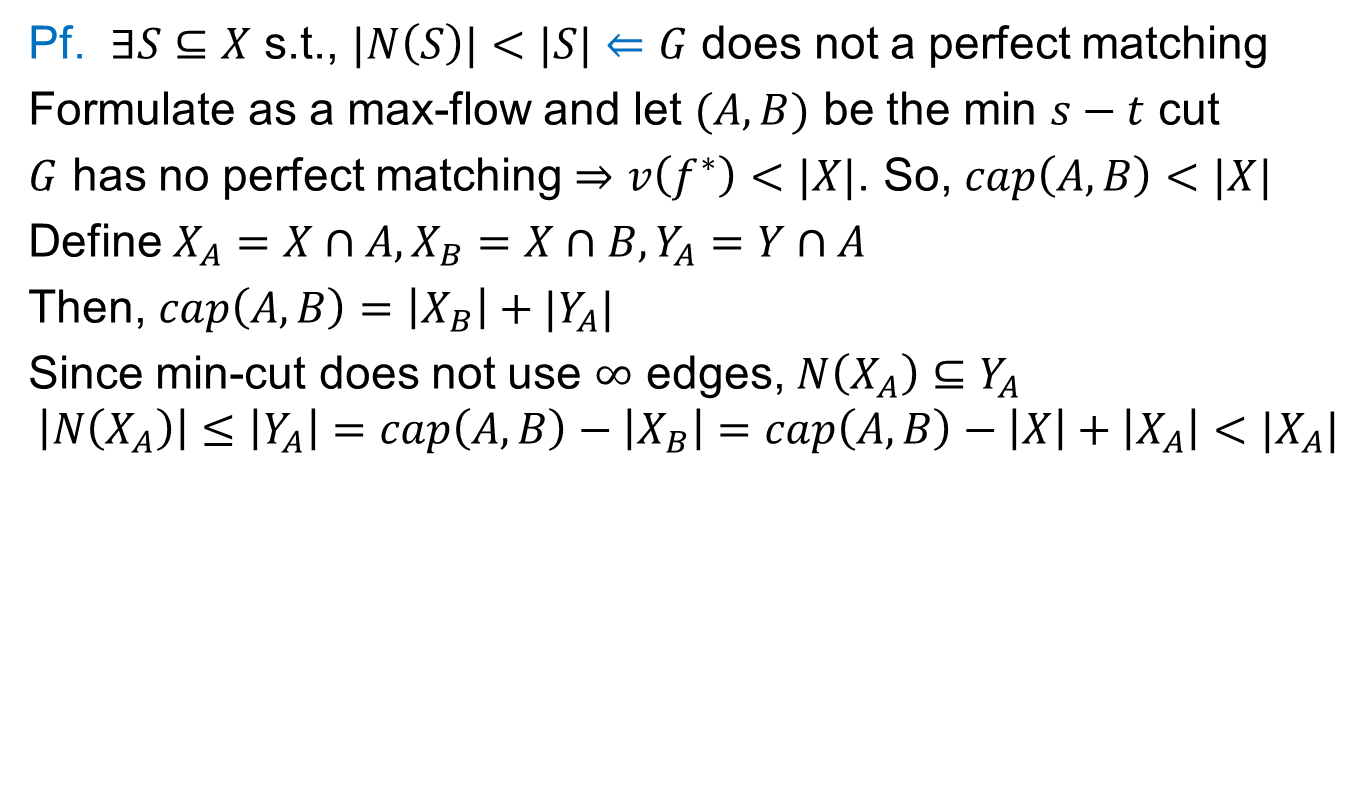 Pf. ∃S ⊆ X s.t., |N(S)| < |S| ⇐ G does not a perfect matching
Formulate as a max-flow and let (A, B) be the min s − t cut
G has no perfect matching ⇒ v(f*) < |X|. So, cap(A, B) < |X|
Define X_A = X ∩ A, X_B = X ∩ B, Y_A = Y ∩ A
Then, cap(A, B) = |X_B| + |Y_A|
Since min-cut does not use ∞ edges, N(X_A) ⊆ Y_A
|N(X_A)| ≤ |Y_A| = cap(A, B) − |X_B| = cap(A, B) − |X| + |X_A| < |X_A|